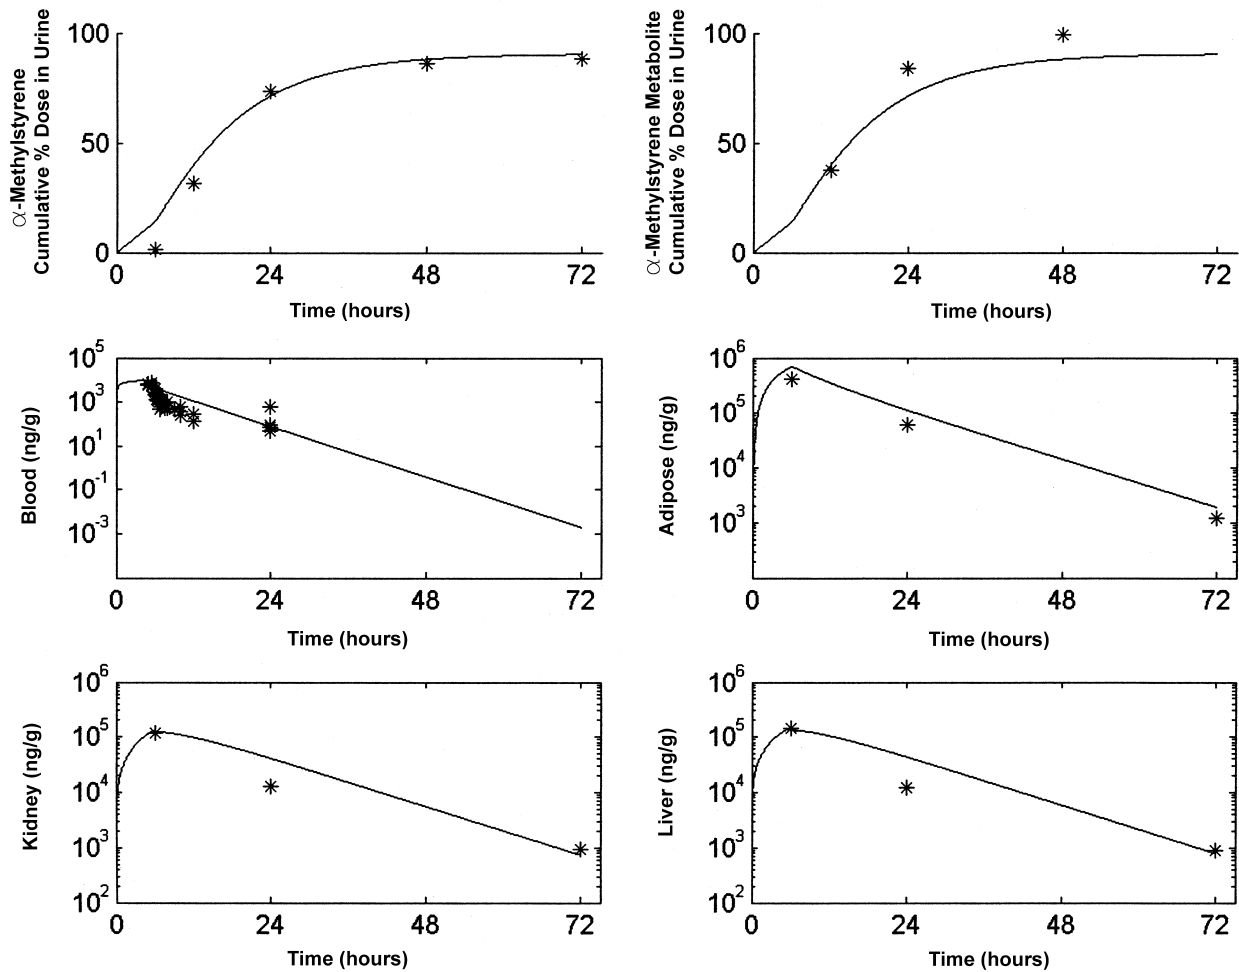 α-Methylstyrene
Cumulative % Dose in Urine
100
50
0
0 24 48 72
Time (hours)
α-Methylstyrene Metabolite
Cumulative % Dose in Urine
100
50
0
0 24 48 72
Time (hours)
Blood (ng/g)
10^5
10^3
10^1
10^-1
10^-3
0 24 48 72
Time (hours)
Adipose (ng/g)
10^6
10^5
10^4
10^3
0 24 48 72
Time (hours)
Kidney (ng/g)
10^6
10^5
10^4
10^3
10^2
0 24 48 72
Time (hours)
Liver (ng/g)
10^6
10^5
10^4
10^3
10^2
0 24 48 72
Time (hours)